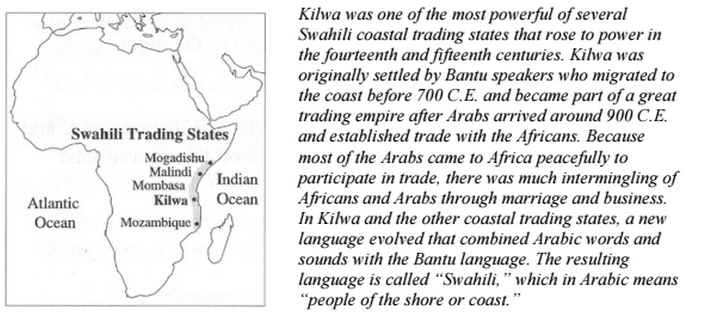 Swahili Trading States
Mogadishu
Malindi
Mombasa
Kilwa
Mozambique
Indian
Ocean
Atlantic
Ocean
Kilwa was one of the most powerful of several
Swahili coastal trading states that rose to power in
the fourteenth and fifteenth centuries. Kilwa was
originally settled by Bantu speakers who migrated to
the coast before 700 C.E. and became part of a great
trading empire after Arabs arrived around 900 C.E.
and established trade with the Africans. Because
most of the Arabs came to Africa peacefully to
participate in trade, there was much intermingling of
Africans and Arabs through marriage and business.
In Kilwa and the other coastal trading states, a new
language evolved that combined Arabic words and
sounds with the Bantu language. The resulting
language is called “Swahili,” which in Arabic means
“people of the shore or coast.”